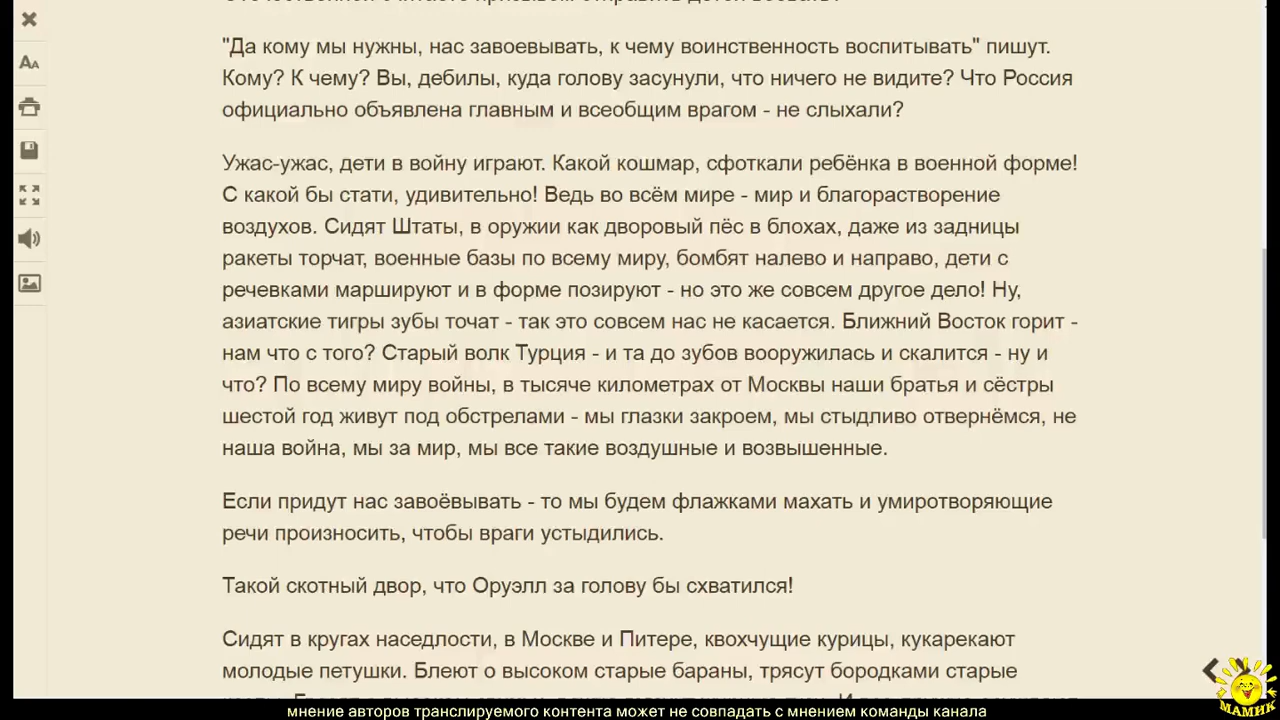 "Да кому мы нужны, нас завоевывать, к чему воинственность воспитывать" пишут.
Кому? К чему? Вы, дебилы, куда голову засунули, что ничего не видите? Что Россия
официально объявлена главным и всеобщим врагом - не слыхали?
Ужас-ужас, дети в войну играют. Какой кошмар, сфоткали ребёнка в военной форме!
С какой бы стати, удивительно! Ведь во всём мире - мир и благорастворение
воздухов. Сидят Штаты, в оружии как дворовый пёс в блохах, даже из задницы
ракеты торчат, военные базы по всему миру, бомбят налево и направо, дети с
речевками маршируют и в форме позируют - но это же совсем другое дело! Ну,
азиатские тигры зубы точат - так это совсем нас не касается. Ближний Восток горит -
нам что с того? Старый волк Турция - и та до зубов вооружилась и скалится - ну и
что? По всему миру войны, в тысяче километрах от Москвы наши братья и сёстры
шестой год живут под обстрелами - мы глазки закроем, мы стыдливо отвернёмся, не
наша война, мы за мир, мы все такие воздушные и возвышенные.
Если придут нас завоёвывать - то мы будем флажками махать и умиротворяющие
речи произносить, чтобы враги устыдились.
Такой скотный двор, что Оруэлл за голову бы схватился!
Сидят в кругах наседлости, в Москве и Питере, квохчущие курицы, кукарекают
молодые петушки. Блеют о высоком старые бараны, трясут бородками старые
МАМИК
мнение авторов транслируемого контента может не совпадать с мнением команды канала